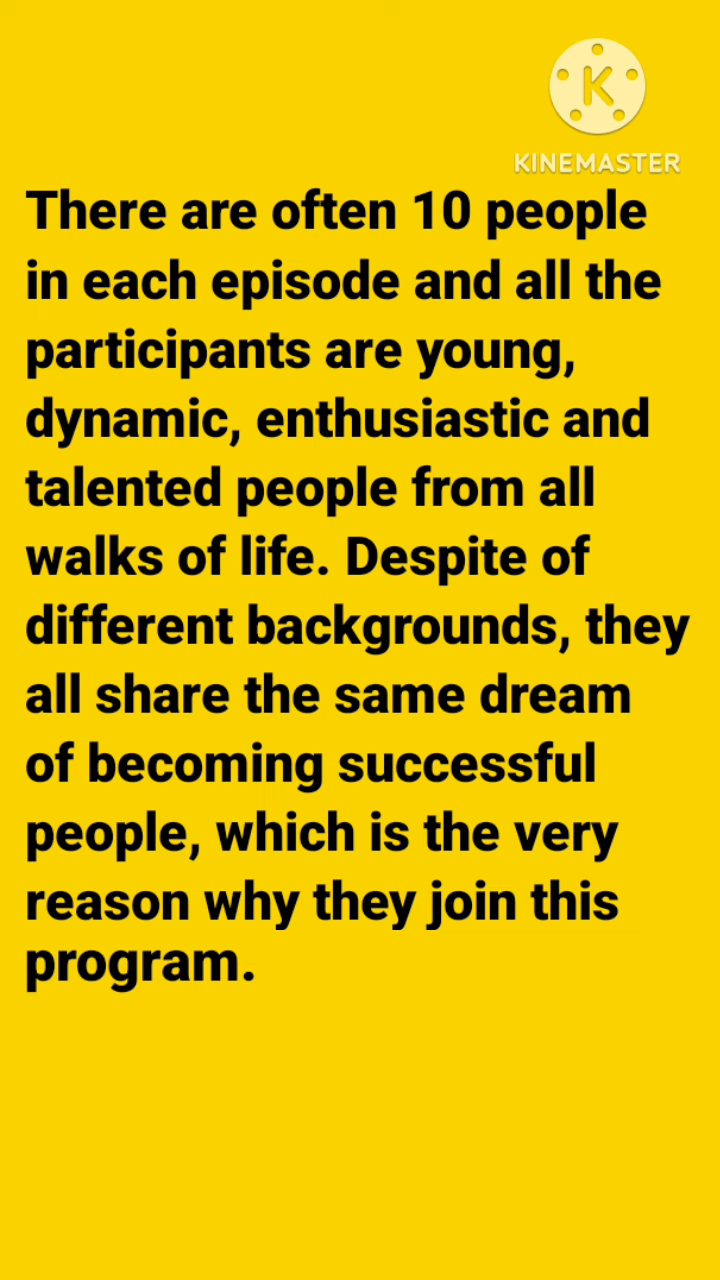 KINEMASTER
There are often 10 people
in each episode and all the
participants are young,
dynamic, enthusiastic and
talented people from all
walks of life. Despite of
different backgrounds, they
all share the same dream
of becoming successful
people, which is the very
reason why they join this
program.